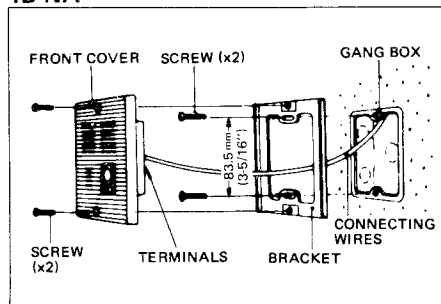 FRONT COVER
SCREW (x2)
GANG BOX
83.5 mm
(3-5/16")
SCREW
(x2)
TERMINALS
BRACKET
CONNECTING
WIRES